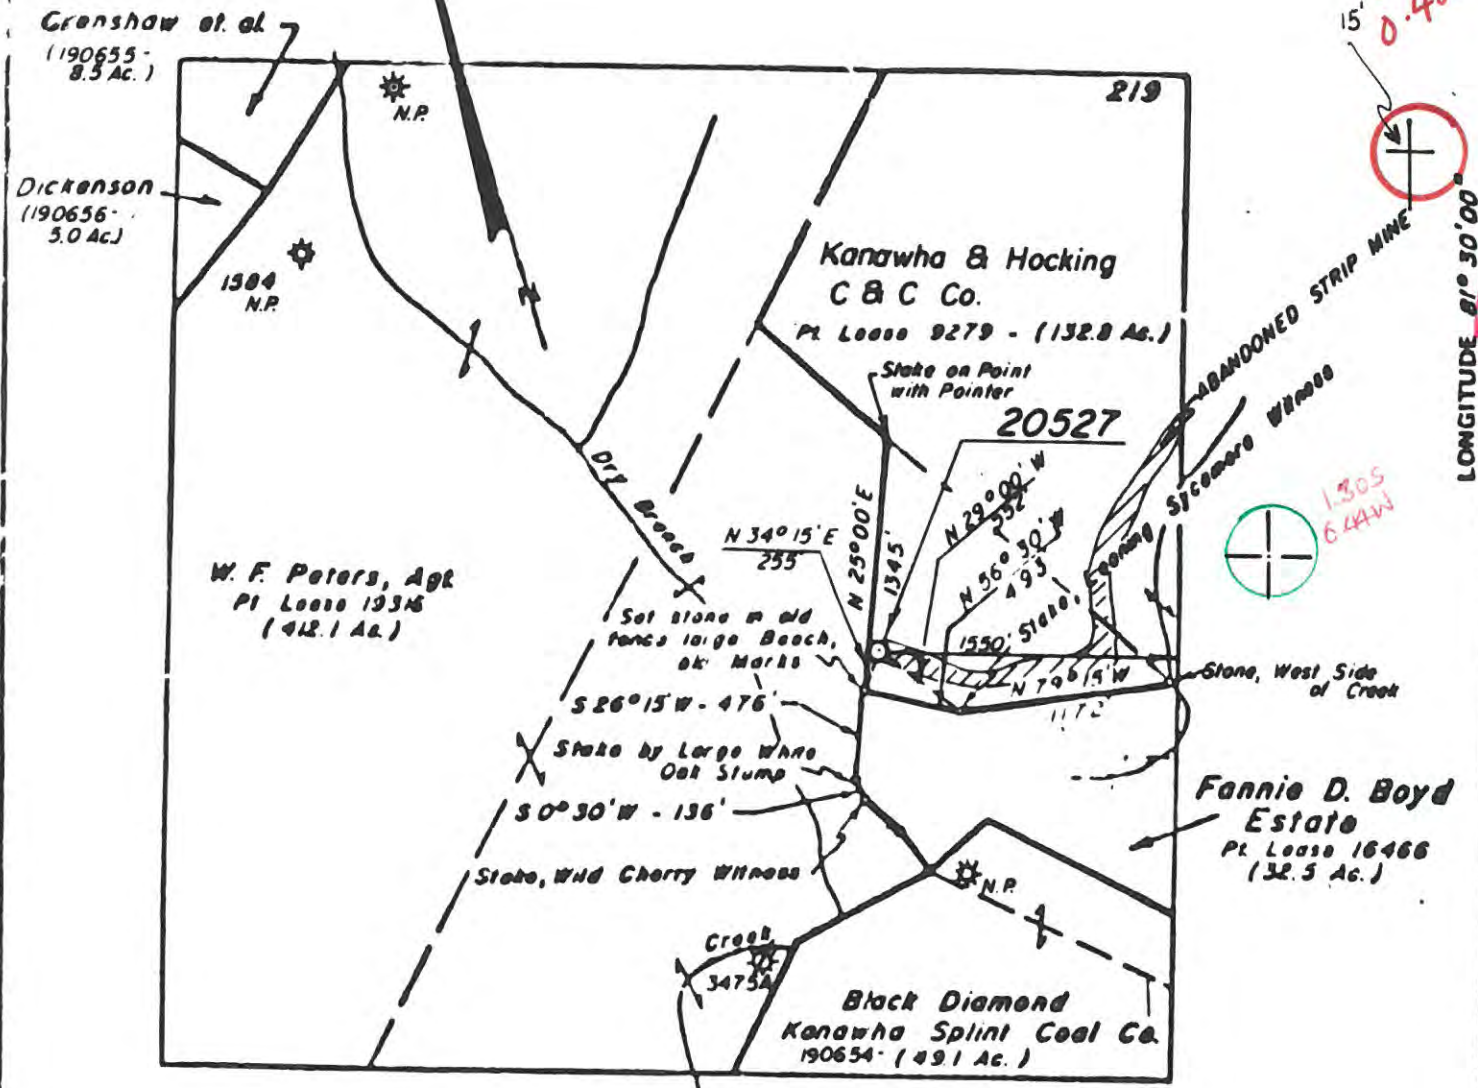 Crenshaw et. al.
(190655-
8.5 Ac.)
15'
N.P.
219
Dickenson
(190656-
5.0 Ac.)
1584
N.P.
N
Kanawha & Hocking
C & C Co.
Pt. Lease 9279 - (132.8 Ac.)
ABANDONED STRIP MINE
LONGITUDE 81° 30' 00"
Stake on Point
with Pointer
20527
Dry Branch
N 34° 15' E
255'
N 25° 00' E
1345'
N 29° 00' W
552'
N 56° 30' W
493'
Stake, Leaning Sycamore Witness
1.30S
W. F. Peters, Agt.
Pt Lease
(412.1 Ac.)
Set stone in old
fence large Beech,
ok' Marks
1550'
N 79° 15' W
1172'
Stone, West Side
of Creek
S 26° 15' W - 476'
Stake by Large White
Oak Stump
S 0° 30' W - 136'
Fannie D. Boyd
Estate
Pt. Lease 16466
(32.5 Ac.)
Stake, Wild Cherry Witness
N.P.
Creek
3475A
Black Diamond
Kanawha Splint Coal Co.
190654- (49.1 Ac.)